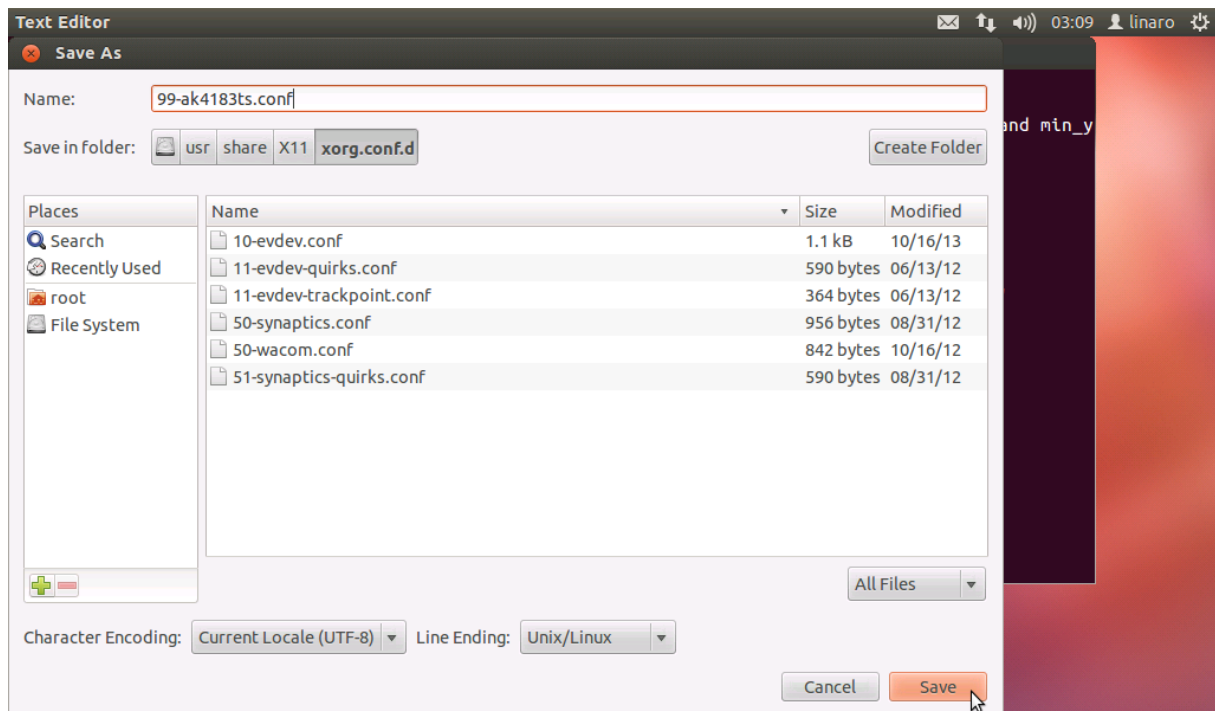 Text Editor 03:09 linaro
Save As
Name: 99-ak4183ts.conf
and min_y
Save in folder: usr share X11 xorg.conf.d Create Folder
Places Name Size Modified
Search 10-evdev.conf 1.1 kB 10/16/13
Recently Used 11-evdev-quirks.conf 590 bytes 06/13/12
root 11-evdev-trackpoint.conf 364 bytes 06/13/12
File System 50-synaptics.conf 956 bytes 08/31/12
50-wacom.conf 842 bytes 10/16/12
51-synaptics-quirks.conf 590 bytes 08/31/12
All Files
Character Encoding: Current Locale (UTF-8) Line Ending: Unix/Linux
Cancel Save